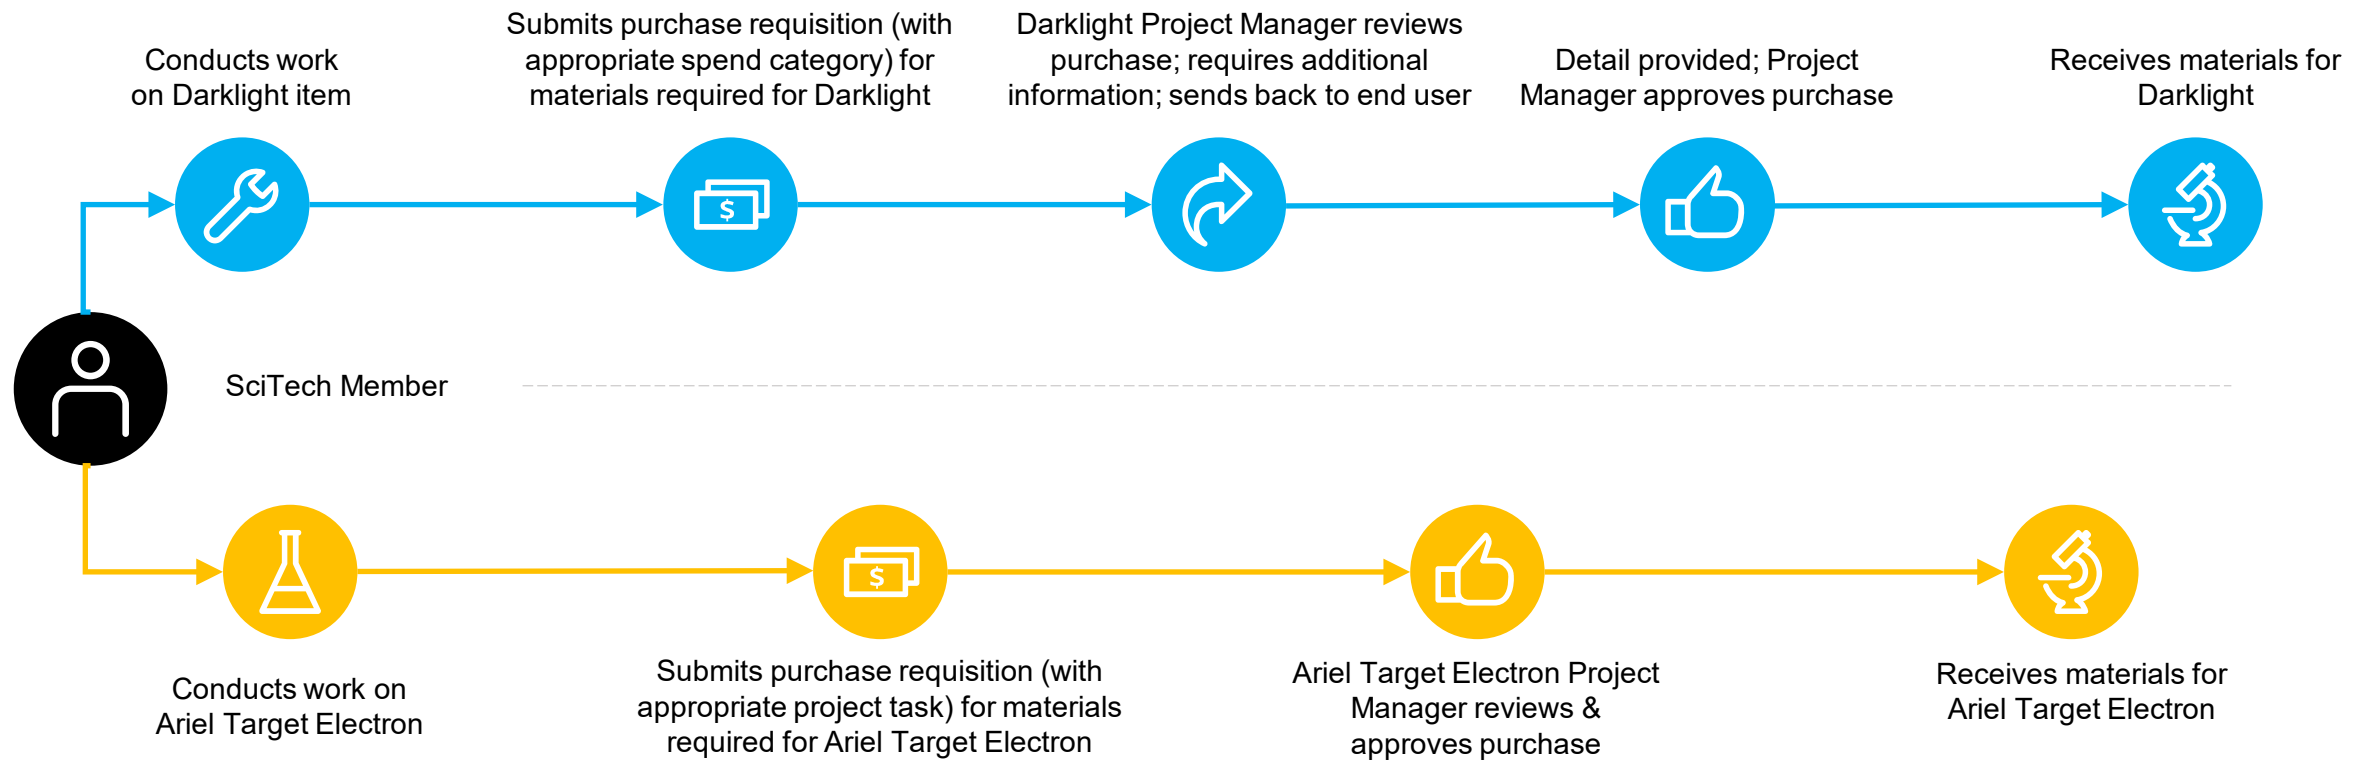 Conducts work
on Darklight item
Submits purchase requisition (with
appropriate spend category) for
materials required for Darklight
Darklight Project Manager reviews
purchase; requires additional
information; sends back to end user
Detail provided; Project
Manager approves purchase
Receives materials for
Darklight
$
SciTech Member
$
Conducts work on
Ariel Target Electron
Submits purchase requisition (with
appropriate project task) for materials
required for Ariel Target Electron
Ariel Target Electron Project
Manager reviews &
approves purchase
Receives materials for
Ariel Target Electron